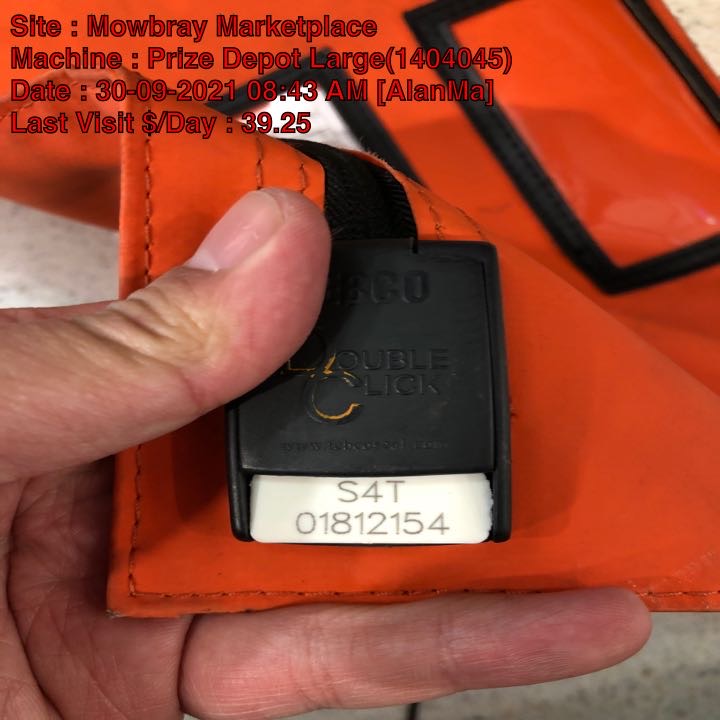 Site : Mowbray Marketplace
Machine : Prize Depot Large(1404045)
Date : 30-09-2021 08:43 AM [AlanMa]
Last Visit $/Day : 39.25
DOUBLE
CLICK
S4T
01812154